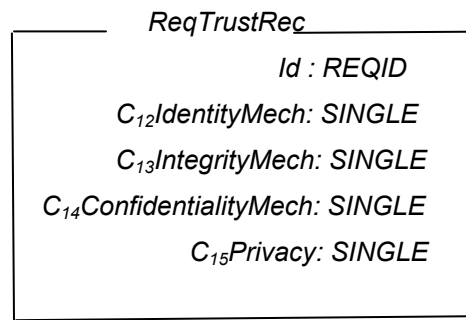 ReqTrustRec
Id : REQID
C₁₂IdentityMech: SINGLE
C₁₃IntegrityMech: SINGLE
C₁₄ConfidentialityMech: SINGLE
C₁₅Privacy: SINGLE